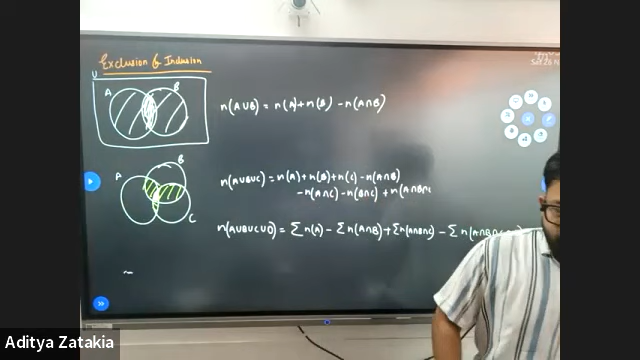 Exclusion & Inclusion
U
A
B
n(A∪B) = n(A) + n(B) - n(A∩B)
A
B
C
n(A∪B∪C) = n(A) + n(B) + n(C) - n(A∩B)
- n(A∩C) - n(B∩C) + n(A∩B∩C
n(A∪B∪C∪D) = Σ n(A) - Σ n(A∩B) + Σ n(A∩B∩C) - Σ n(A∩B∩C
Aditya Zatakia